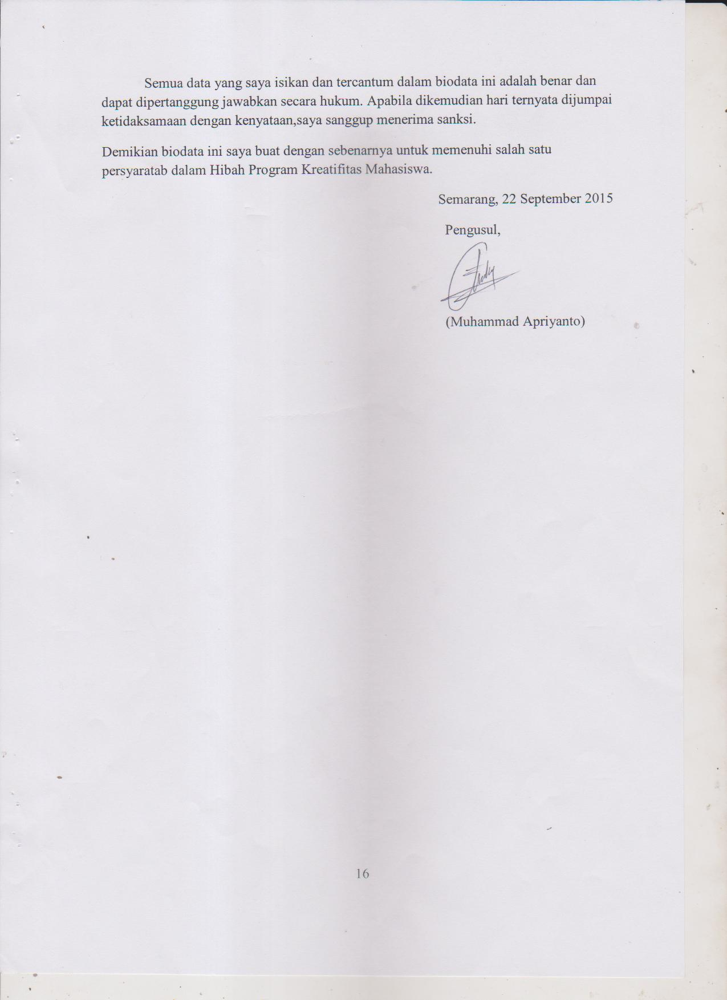 Semua data yang saya isikan dan tercantum dalam biodata ini adalah benar dan
dapat dipertanggung jawabkan secara hukum. Apabila dikemudian hari ternyata dijumpai
ketidaksamaan dengan kenyataan,saya sanggup menerima sanksi.
Demikian biodata ini saya buat dengan sebenarnya untuk memenuhi salah satu
persyaratab dalam Hibah Program Kreatifitas Mahasiswa.
Semarang, 22 September 2015
Pengusul,
(Muhammad Apriyanto)
16